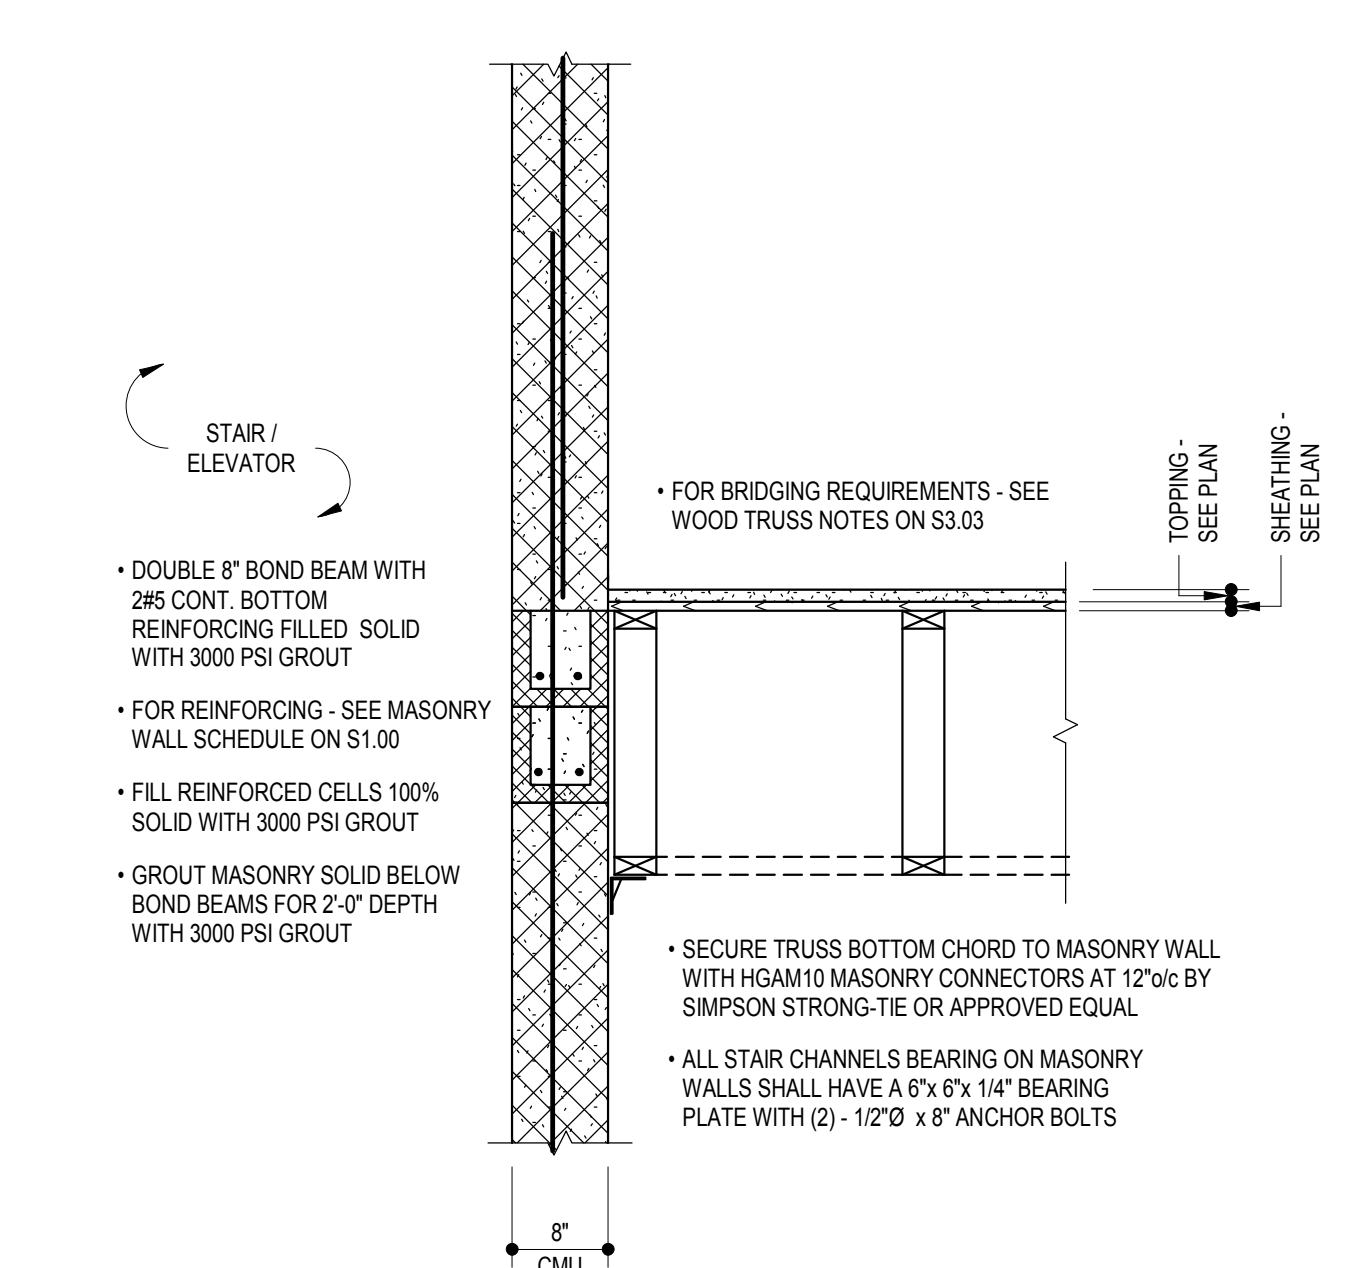 STAIR /
ELEVATOR
• DOUBLE 8" BOND BEAM WITH
2#5 CONT. BOTTOM
REINFORCING FILLED  SOLID
WITH 3000 PSI GROUT
• FOR REINFORCING - SEE MASONRY
WALL SCHEDULE ON S1.00
• FILL REINFORCED CELLS 100%
SOLID WITH 3000 PSI GROUT
• GROUT MASONRY SOLID BELOW
BOND BEAMS FOR 2'-0" DEPTH
WITH 3000 PSI GROUT
• FOR BRIDGING REQUIREMENTS - SEE
WOOD TRUSS NOTES ON S3.03
TOPPING -
SEE PLAN
SHEATHING -
SEE PLAN
• SECURE TRUSS BOTTOM CHORD TO MASONRY WALL
WITH HGAM10 MASONRY CONNECTORS AT 12"o/c BY
SIMPSON STRONG-TIE OR APPROVED EQUAL
• ALL STAIR CHANNELS BEARING ON MASONRY
WALLS SHALL HAVE A 6"x 6"x 1/4" BEARING
PLATE WITH (2) - 1/2"Ø  x 8" ANCHOR BOLTS
8"
CMU